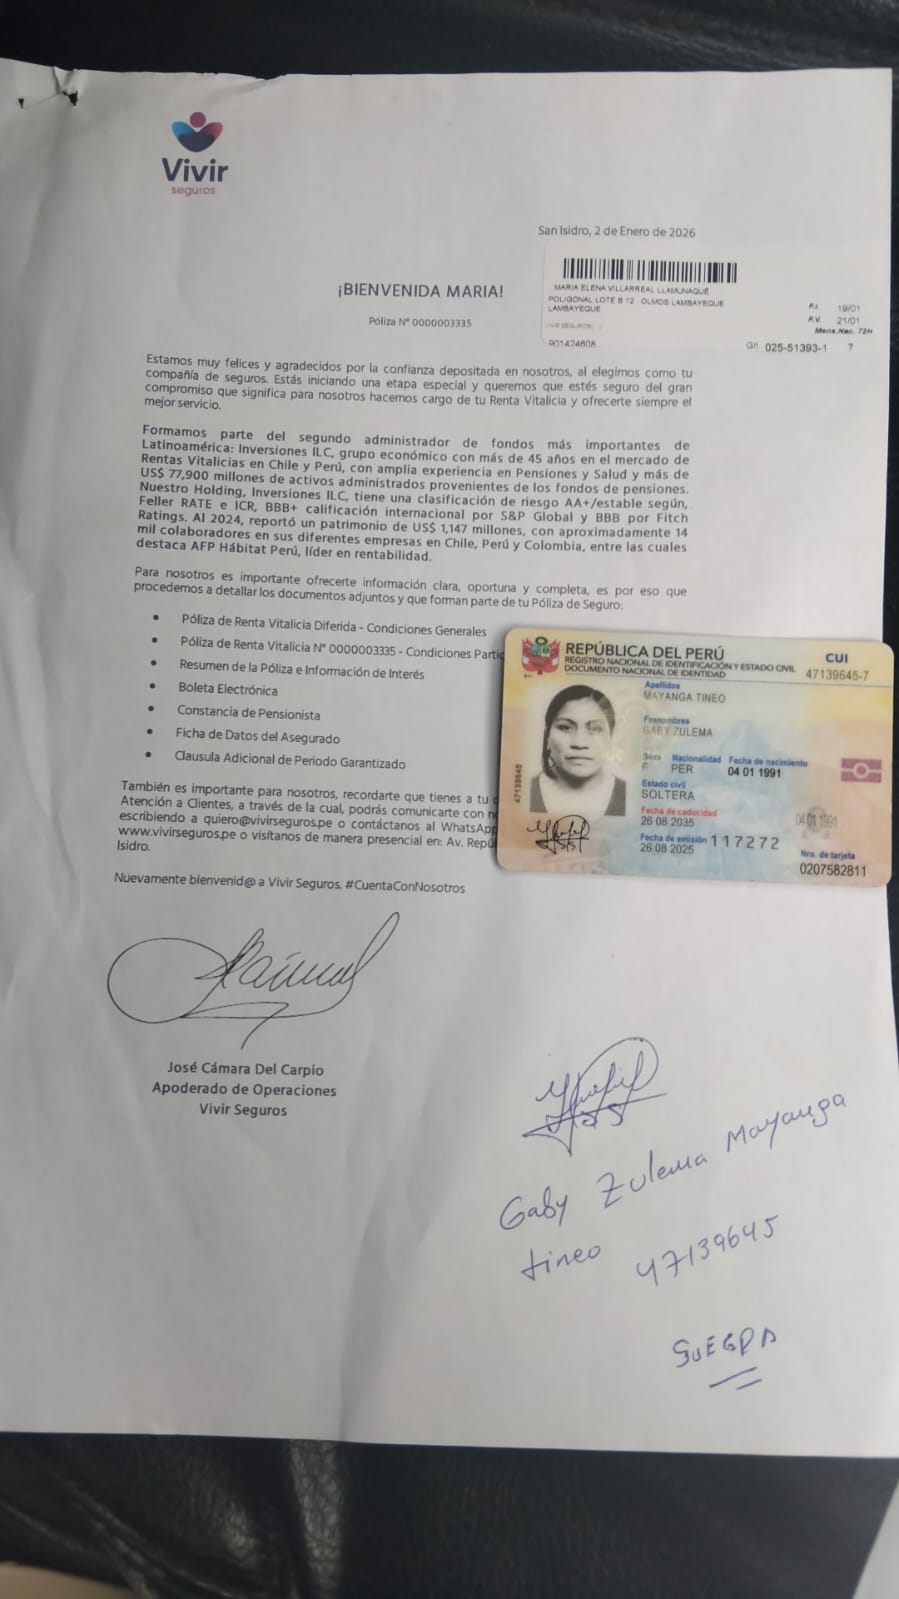 Vivir
seguros
San Isidro, 2 de Enero de 2026
MARIA ELENA VILLARREAL LLAMUNAQUE
POLIGONAL LOTE B 12 OLMOS LAMBAYEQUE
LAMBAYEQUE
VIVIR SEGUROS
901424608
R.I. 19/01
R.V. 21/01
Mens.Nac. 72H
G/I 025-51393-1 7
¡BIENVENIDA MARIA!
Póliza N° 0000003335
Estamos muy felices y agradecidos por la confianza depositada en nosotros, al elegirnos como tu
compañía de seguros. Estás iniciando una etapa especial y queremos que estés seguro del gran
compromiso que significa para nosotros hacernos cargo de tu Renta Vitalicia y ofrecerte siempre el
mejor servicio.
Formamos parte del segundo administrador de fondos más importantes de
Latinoamérica: Inversiones ILC, grupo económico con más de 45 años en el mercado de
Rentas Vitalicias en Chile y Perú, con amplia experiencia en Pensiones y Salud y más de
US$ 77,900 millones de activos administrados provenientes de los fondos de pensiones.
Nuestro Holding, Inversiones ILC, tiene una clasificación de riesgo AA+/estable según,
Feller RATE e ICR, BBB+ calificación internacional por S&P Global y BBB por Fitch
Ratings. Al 2024, reportó un patrimonio de US$ 1,147 millones, con aproximadamente 14
mil colaboradores en sus diferentes empresas en Chile, Perú y Colombia, entre las cuales
destaca AFP Hábitat Perú, líder en rentabilidad.
Para nosotros es importante ofrecerte información clara, oportuna y completa, es por eso que
procedemos a detallar los documentos adjuntos y que forman parte de tu Póliza de Seguro:
• Póliza de Renta Vitalicia Diferida - Condiciones Generales
• Póliza de Renta Vitalicia N° 0000003335 - Condiciones Partic
• Resumen de la Póliza e Información de Interés
• Boleta Electrónica
• Constancia de Pensionista
• Ficha de Datos del Asegurado
• Clausula Adicional de Periodo Garantizado
También es importante para nosotros, recordarte que tienes a tu d
Atención a Clientes, a través de la cual, podrás comunicarte con n
escribiendo a quiero@vivirseguros.pe o contáctanos al WhatsApp
www.vivirseguros.pe o visítanos de manera presencial en: Av. Repúb
Isidro.
Nuevamente bienvenid@ a Vivir Seguros. #CuentaConNosotros
José Cámara Del Carpio
Apoderado de Operaciones
Vivir Seguros
REPÚBLICA DEL PERÚ
REGISTRO NACIONAL DE IDENTIFICACIÓN Y ESTADO CIVIL
DOCUMENTO NACIONAL DE IDENTIDAD
CUI
47139645-7
Apellidos
MAYANGA TINEO
Prenombres
GABY ZULEMA
Sexo Nacionalidad Fecha de nacimiento
F PER 04 01 1991
Estado civil
SOLTERA
Fecha de caducidad
26 08 2035
04 01 1991
Fecha de emisión 117272
26 08 2025
Nro. de tarjeta
0207582811
47139645
Gaby Zulema Mayanga
tineo 47139645
SUEGRA